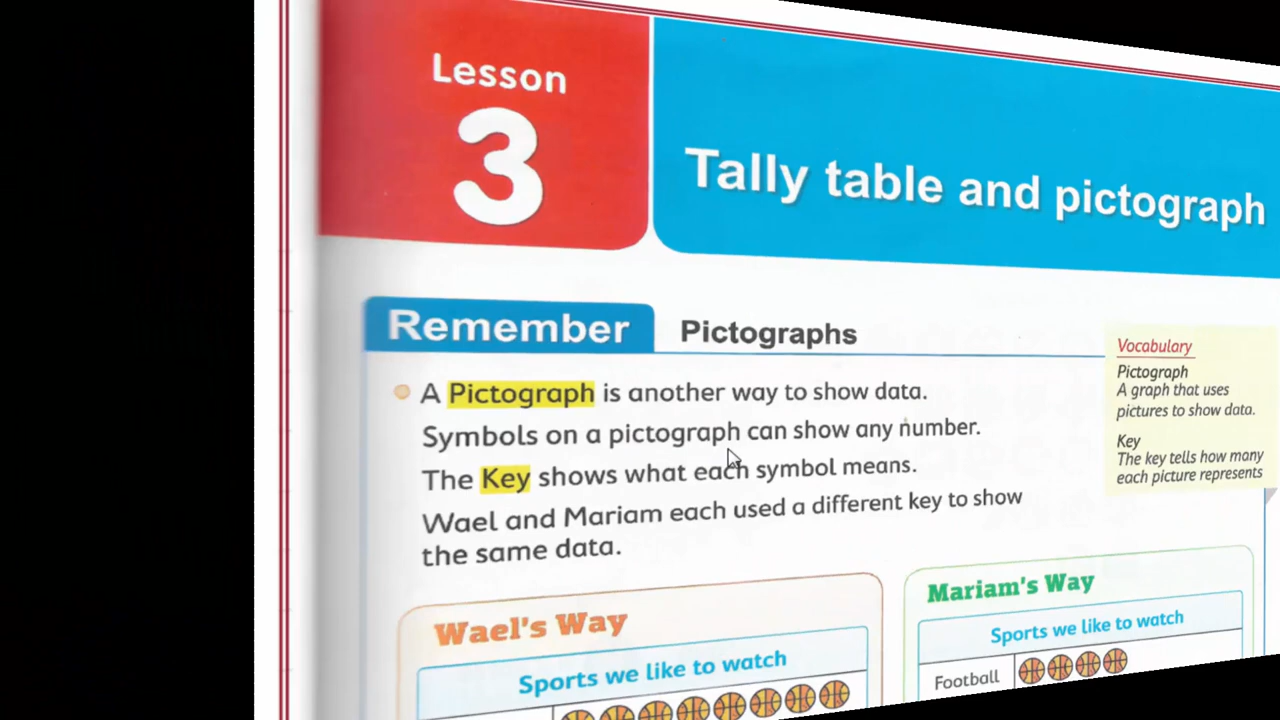 Lesson
3
Tally table and pictograph
Remember
Pictographs
A Pictograph is another way to show data.
Symbols on a pictograph can show any number.
The Key shows what each symbol means.
Wael and Mariam each used a different key to show
the same data.
Vocabulary
Pictograph
A graph that uses
pictures to show data.
Key
The key tells how many
each picture represents
Wael's Way
Sports we like to watch
Mariam's Way
Sports we like to watch
Football